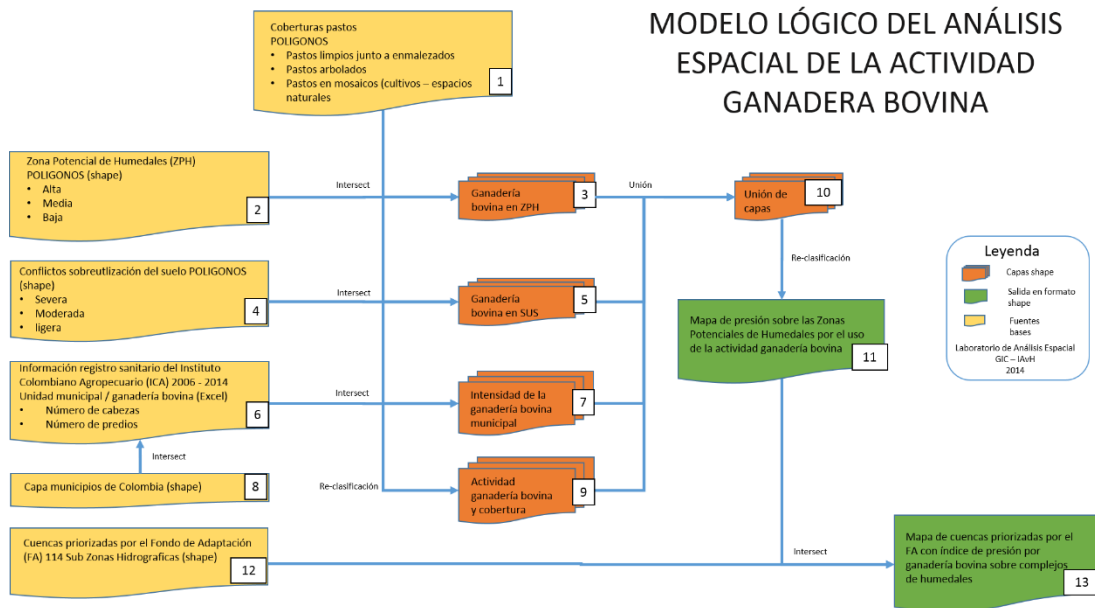 MODELO LÓGICO DEL ANÁLISIS
ESPACIAL DE LA ACTIVIDAD
GANADERA BOVINA
Coberturas pastos
POLIGONOS
• Pastos limpios junto a enmalezados
• Pastos arbolados
• Pastos en mosaicos (cultivos – espacios
naturales
1
Zona Potencial de Humedales (ZPH)
POLIGONOS (shape)
• Alta
• Media
• Baja
2
Intersect
Ganadería
bovina en ZPH
3
Unión
Unión de
capas
10
Conflictos sobreutlización del suelo POLIGONOS
(shape)
• Severa
• Moderada
• ligera
4
Intersect
Ganadería
bovina en SUS
5
Re-clasificación
Mapa de presión sobre las Zonas
Potenciales de Humedales por el uso
de la actividad ganadería bovina
11
Leyenda
Capas shape
Salida en formato
shape
Fuentes
bases
Laboratorio de Análisis Espacial
GIC – IAvH
2014
Información registro sanitario del Instituto
Colombiano Agropecuario (ICA) 2006 - 2014
Unidad municipal / ganadería bovina (Excel)
• Número de cabezas
• Número de predios
6
Intersect
Intensidad de la
ganadería bovina
municipal
7
Intersect
Capa municipios de Colombia (shape)
8
Re-clasificación
Actividad
ganadería bovina
y cobertura
9
Cuencas priorizadas por el Fondo de Adaptación
(FA) 114 Sub Zonas Hidrograficas (shape)
12
Intersect
Mapa de cuencas priorizadas por el
FA con índice de presión por
ganadería bovina sobre complejos
de humedales
13